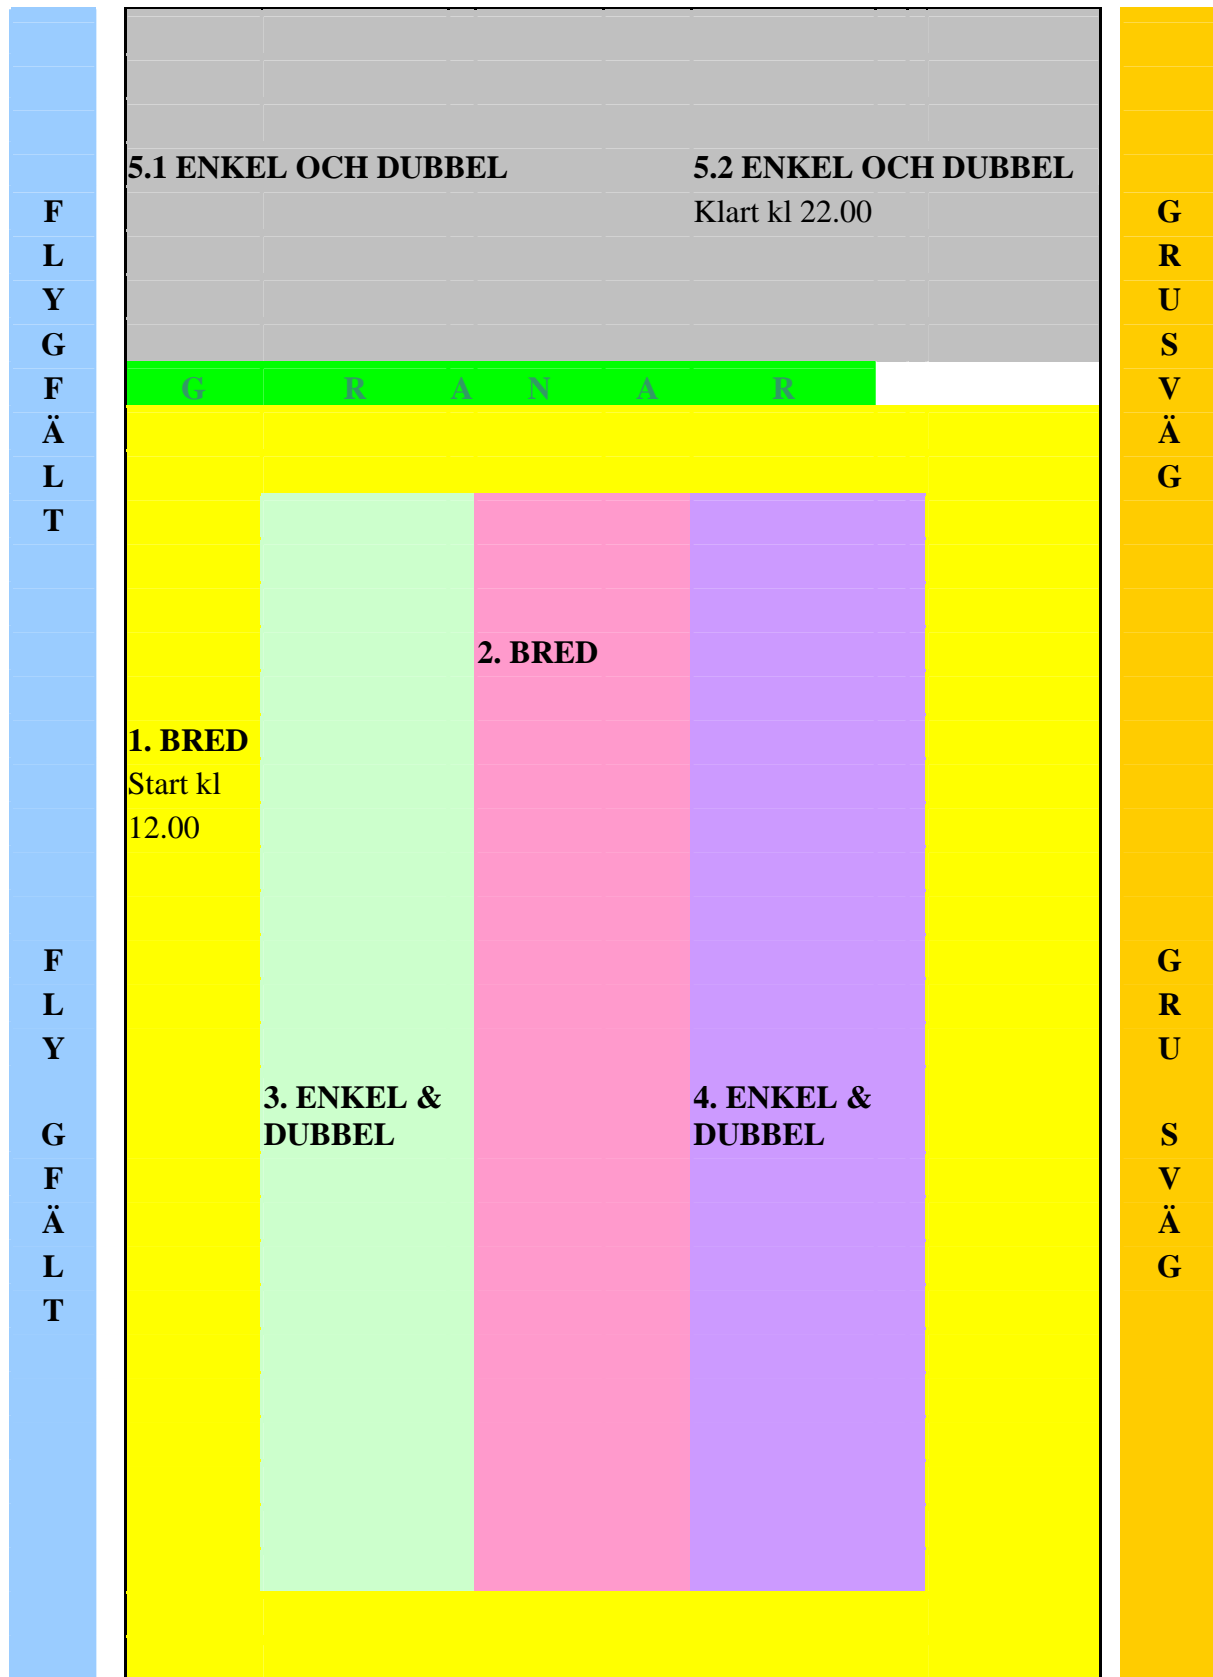 5.1 ENKEL OCH DUBBEL
5.2 ENKEL OCH DUBBEL
Klart kl 22.00
F
L
Y
G
F
Ä
L
T
G
R
U
S
V
Ä
G
G R A N A R
2. BRED
1. BRED
Start kl
12.00
F
L
Y
G
F
Ä
L
T
3. ENKEL &
DUBBEL
4. ENKEL &
DUBBEL
G
R
U
S
V
Ä
G